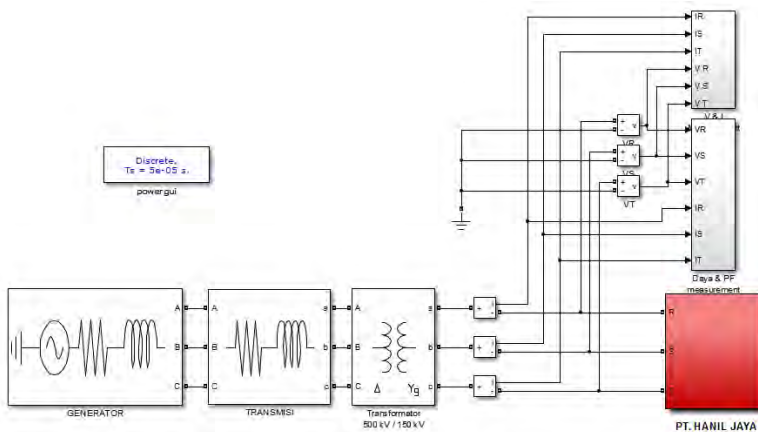 IR
IS
IT
V R
V S
V T
V & I
VR
VS
VT
IR
IS
IT
Daya & PF
measurement
+
-
v
VR
+
-
v
VS
+
-
v
VT
Discrete,
Ts = 5e-05 s.
powergui
A
B
C
GENERATOR
A
B
C
a
b
c
TRANSMISI
A
B
C
a
b
c
Δ
Yg
Transformator
500 kV / 150 kV
+
i
-
+
i
-
+
i
-
R
S
T
PT. HANIL JAYA